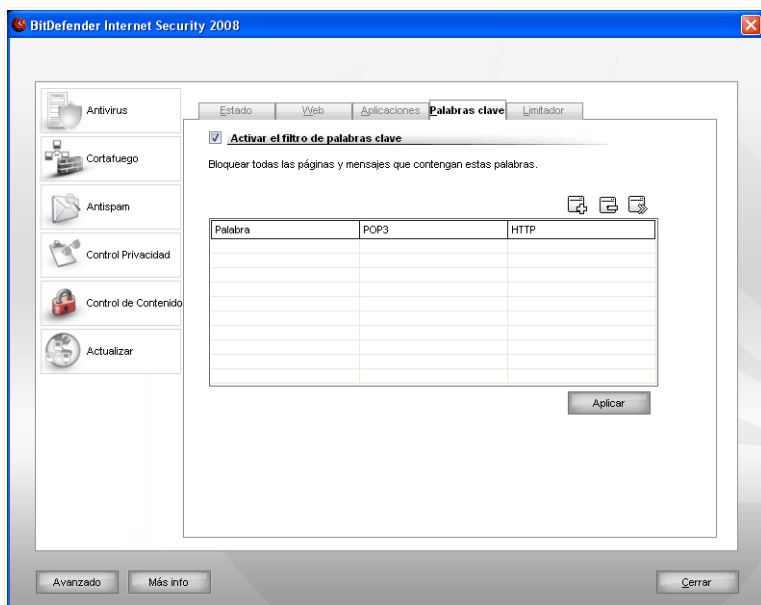 BitDefender Internet Security 2008
Antivirus
Cortafuego
Antispam
Control Privacidad
Control de Contenido
Actualizar
Estado Web Aplicaciones Palabras clave Limitador
Activar el filtro de palabras clave
Bloquear todas las páginas y mensajes que contengan estas palabras.
Palabra POP3 HTTP
Aplicar
Avanzado Más info Cerrar